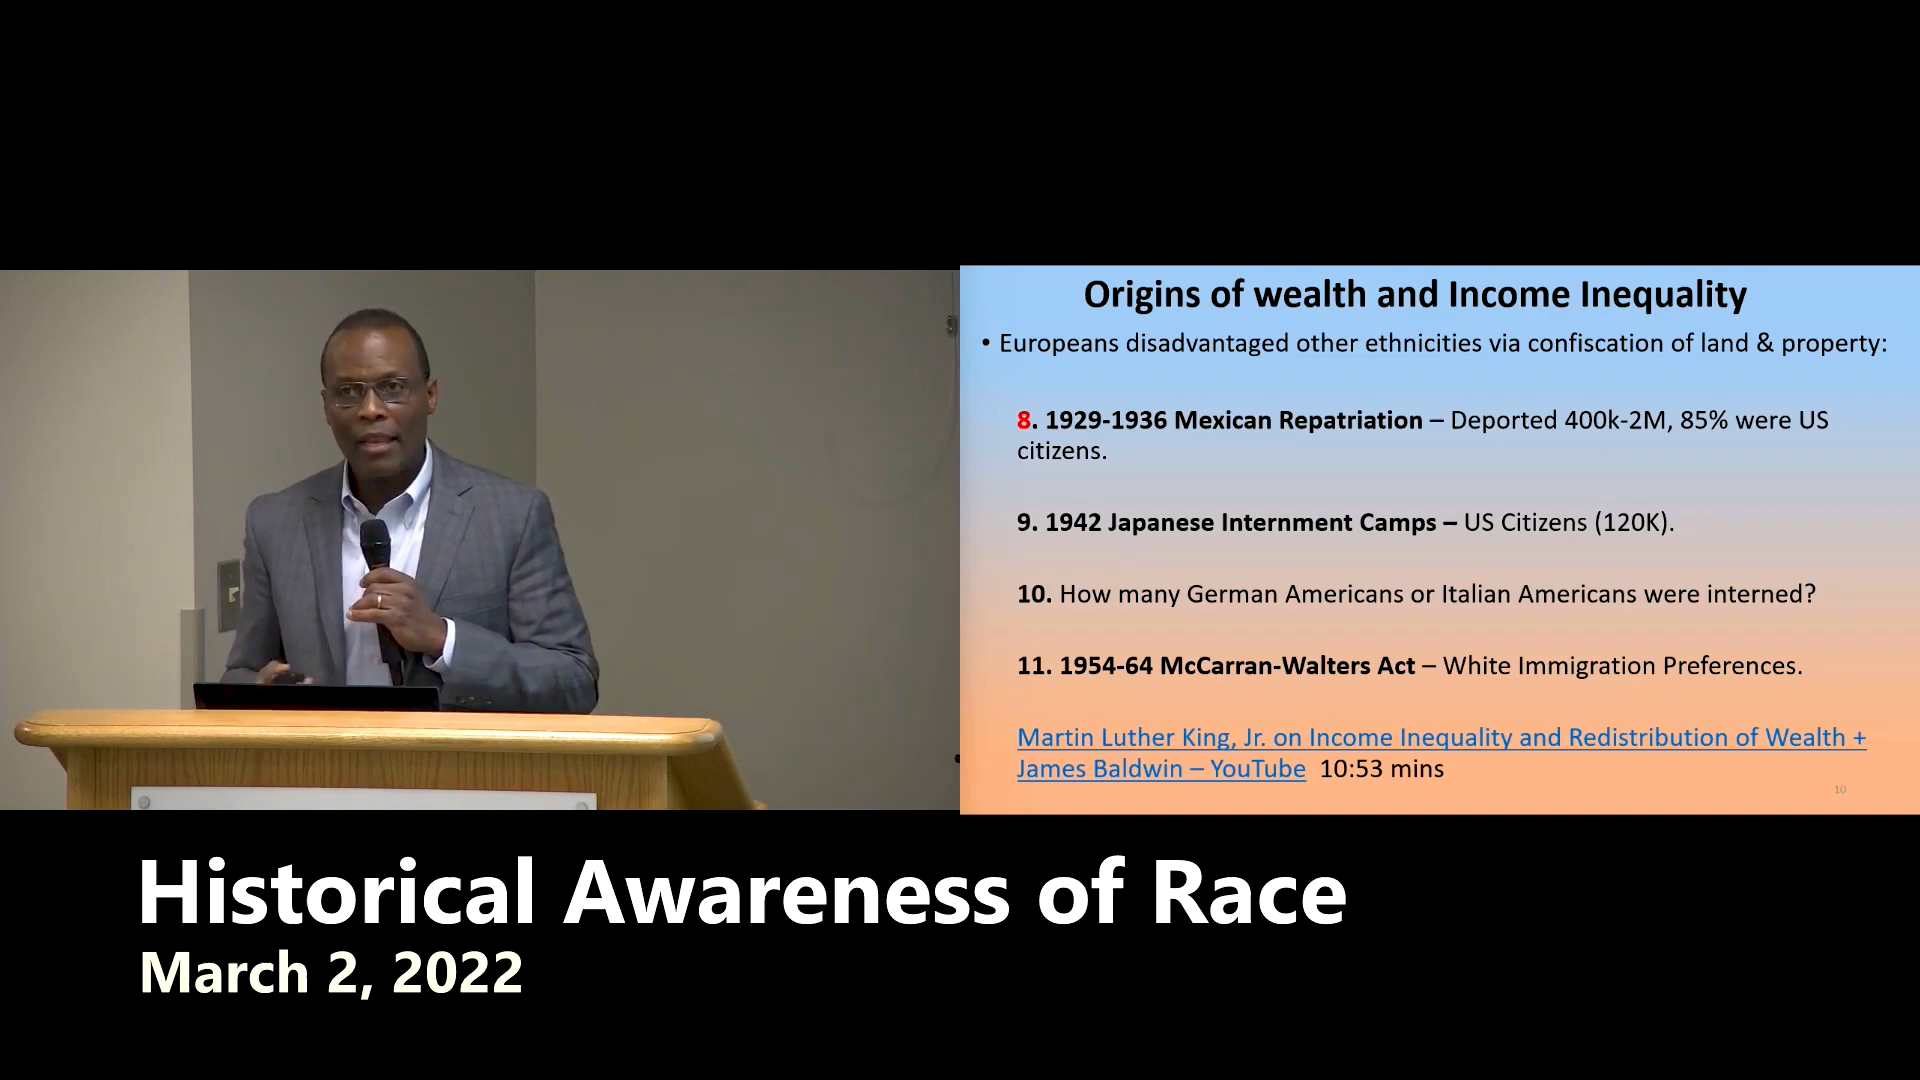 Origins of wealth and Income Inequality
• Europeans disadvantaged other ethnicities via confiscation of land & property:
8. 1929-1936 Mexican Repatriation – Deported 400k-2M, 85% were US
citizens.
9. 1942 Japanese Internment Camps – US Citizens (120K).
10. How many German Americans or Italian Americans were interned?
11. 1954-64 McCarran-Walters Act – White Immigration Preferences.
Martin Luther King, Jr. on Income Inequality and Redistribution of Wealth +
James Baldwin – YouTube 10:53 mins
10
Historical Awareness of Race
March 2, 2022